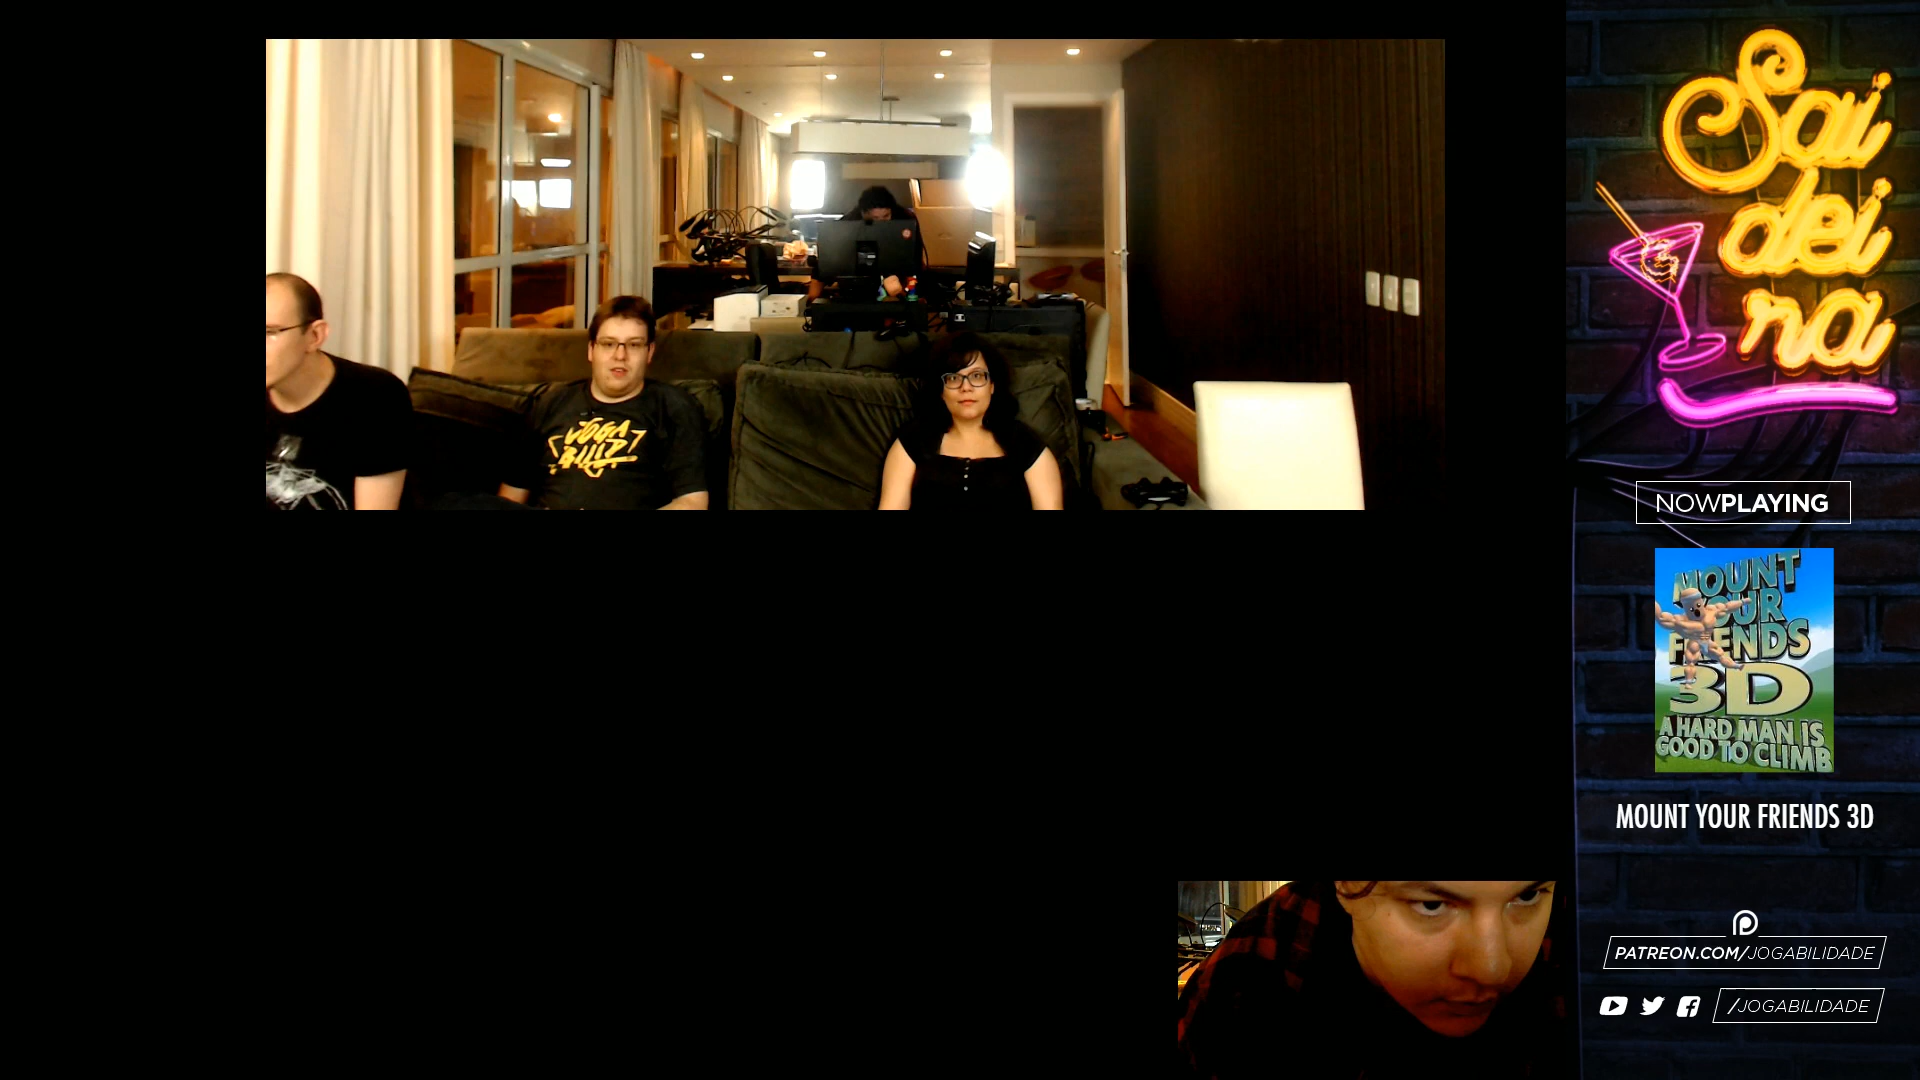 Sai
dei
ra
NOWPLAYING
MOUNT
YOUR
FRIENDS
3D
A HARD MAN IS
GOOD TO CLIMB
MOUNT YOUR FRIENDS 3D
PATREON.COM/JOGABILIDADE
/JOGABILIDADE
JOGA